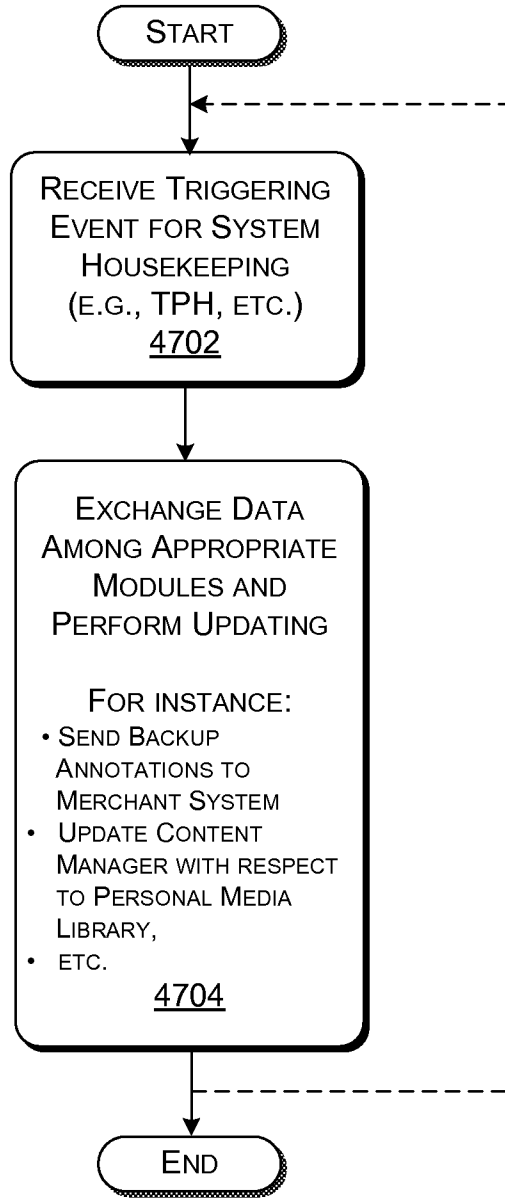 START
RECEIVE TRIGGERING
EVENT FOR SYSTEM
HOUSEKEEPING
(E.G., TPH, ETC.)
4702
EXCHANGE DATA
AMONG APPROPRIATE
MODULES AND
PERFORM UPDATING
FOR INSTANCE:
• SEND BACKUP
ANNOTATIONS TO
MERCHANT SYSTEM
• UPDATE CONTENT
MANAGER WITH RESPECT
TO PERSONAL MEDIA
LIBRARY,
• ETC.
4704
END